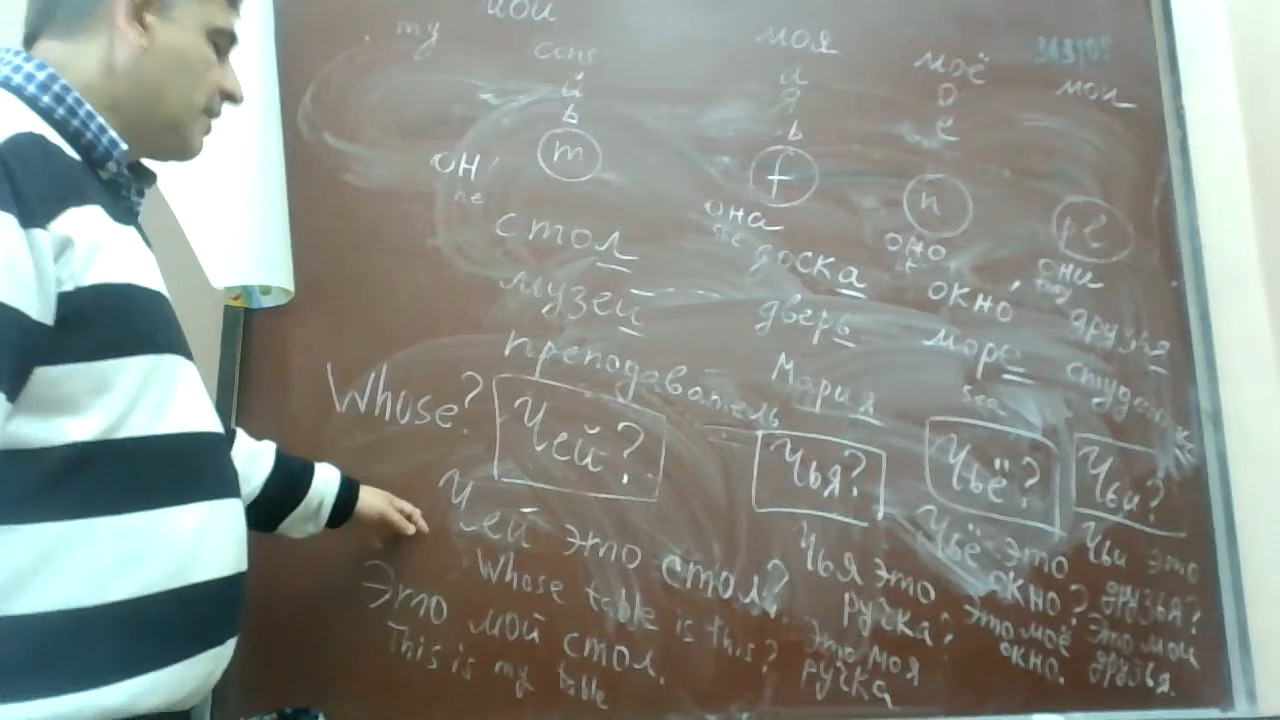 my мой моя моё мои
cons а о
й я е
ь ь
m f n pl
он она оно они
he she it they
стол доска окно друзья
музей дверь море
преподаватель Мария sea
Whose? Чей? Чья? Чьё? Чьи?
Чей это стол? Чья это ручка? Чьё это окно? Чьи это друзья?
Whose table is this?
Это мой стол. Это моя ручка Это моё окно. Это мои друзья.
This is my table